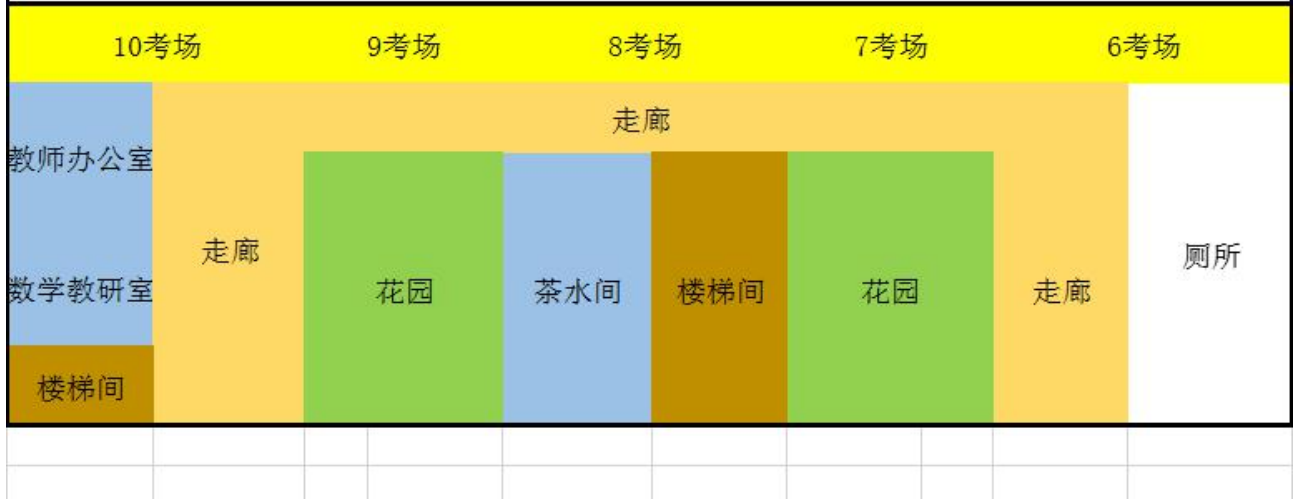 10考场 9考场 8考场 7考场 6考场
走廊
教师办公室
走廊
厕所
数学教研室
花园
茶水间
楼梯间
花园
走廊
楼梯间